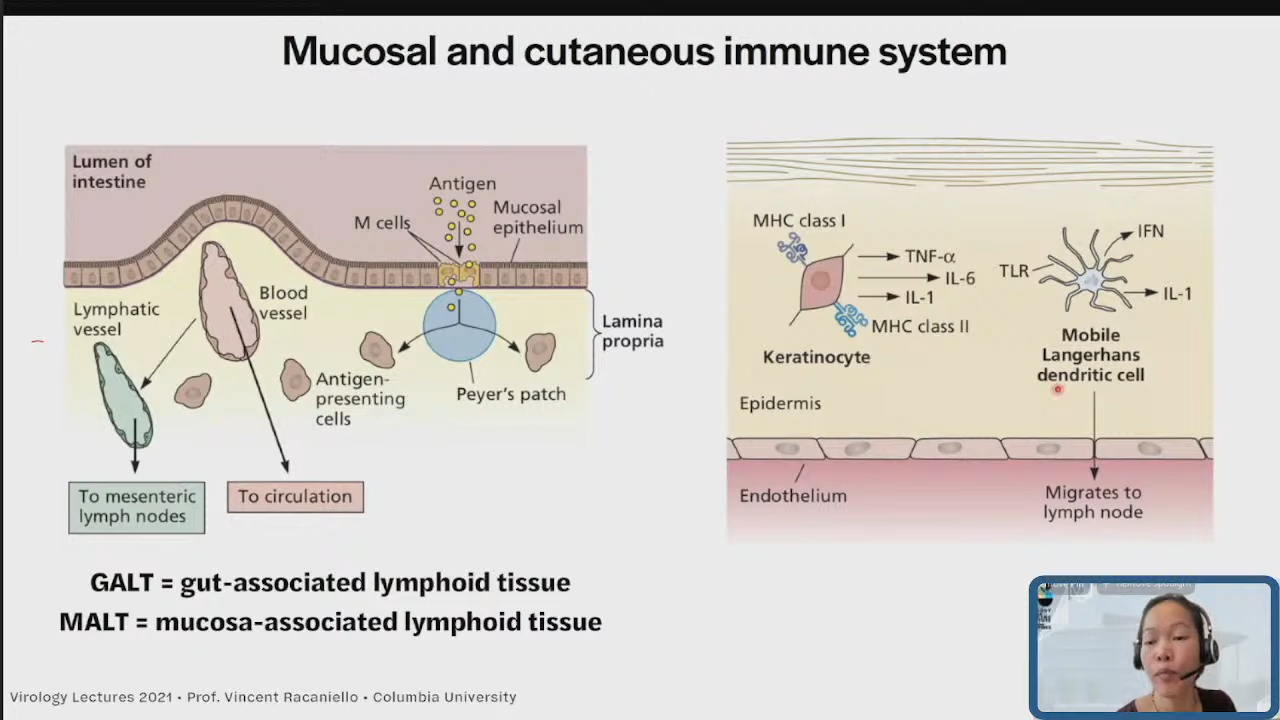 Mucosal and cutaneous immune system
Lumen of
intestine
Antigen
M cells
Mucosal
epithelium
Lymphatic
vessel
Blood
vessel
Lamina
propria
Antigen-
presenting
cells
Peyer's patch
To mesenteric
lymph nodes
To circulation
MHC class I
TNF-α
IL-6
IL-1
MHC class II
Keratinocyte
TLR
IFN
IL-1
Mobile
Langerhans
dendritic cell
Epidermis
Endothelium
Migrates to
lymph node
GALT = gut-associated lymphoid tissue
MALT = mucosa-associated lymphoid tissue
Virology Lectures 2021 • Prof. Vincent Racaniello • Columbia University